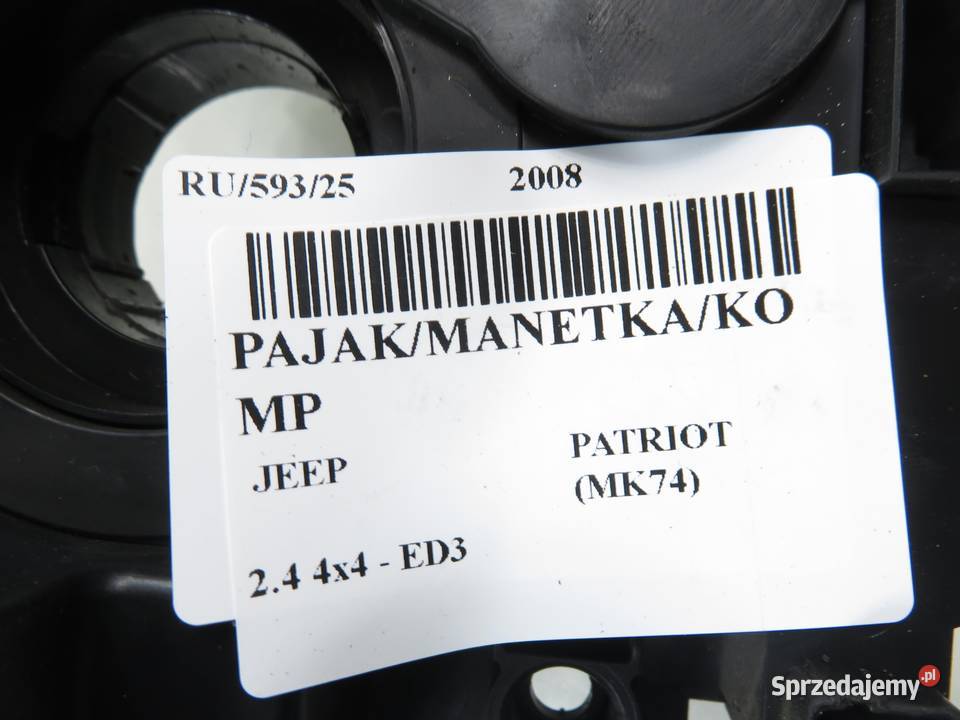 RU/593/25 2008
PAJAK/MANETKA/KO
MP
JEEP PATRIOT
(MK74)
2.4 4x4 - ED3
Sprzedajemy.pl